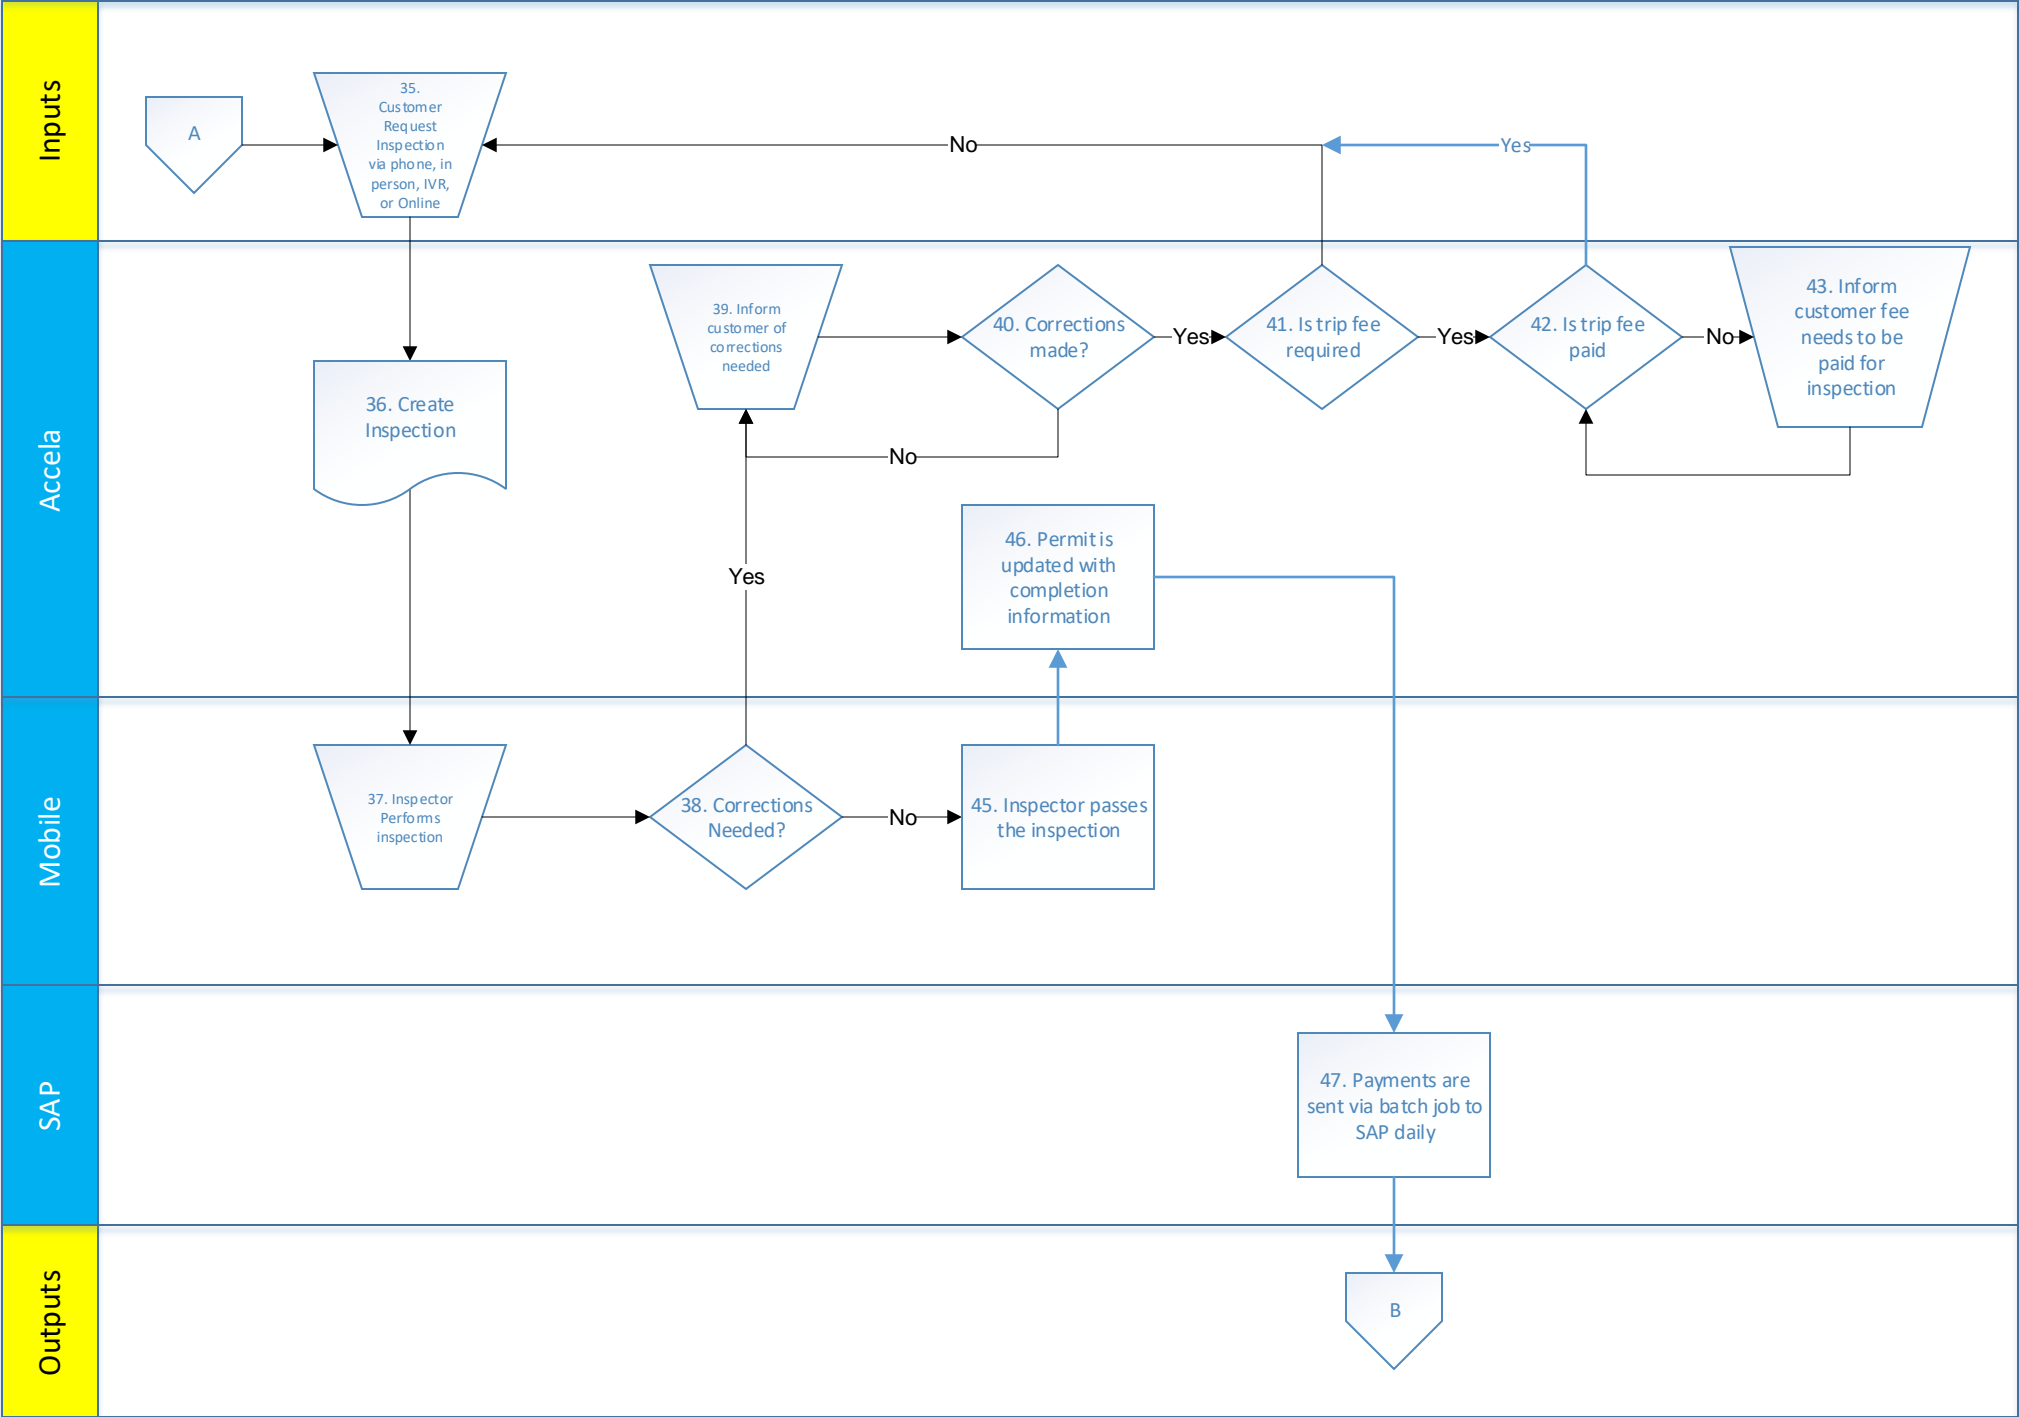 Inputs
A
35.
Customer
Request
Inspection
via phone, in
person, IVR,
or Online
No
Yes
Accela
39. Inform
customer of
corrections
needed
40. Corrections
made?
Yes
41. Is trip fee
required
Yes
42. Is trip fee
paid
No
43. Inform
customer fee
needs to be
paid for
inspection
36. Create
Inspection
No
Yes
46. Permit is
updated with
completion
information
Mobile
37. Inspector
Performs
inspection
38. Corrections
Needed?
No
45. Inspector passes
the inspection
SAP
47. Payments are
sent via batch job to
SAP daily
Outputs
B